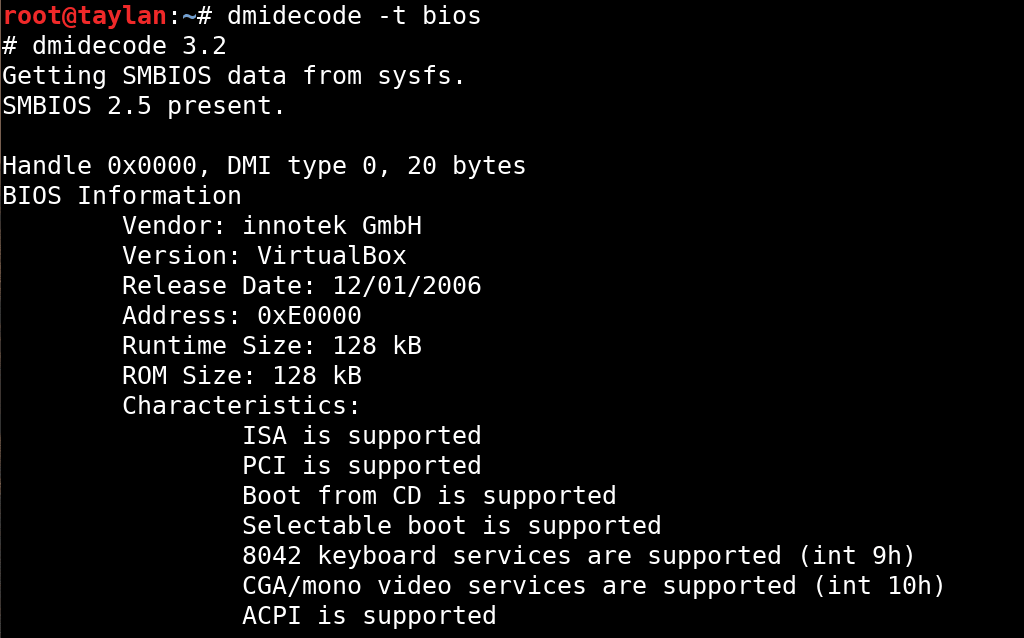 root@taylan:~# dmidecode -t bios
# dmidecode 3.2
Getting SMBIOS data from sysfs.
SMBIOS 2.5 present.

Handle 0x0000, DMI type 0, 20 bytes
BIOS Information
        Vendor: innotek GmbH
        Version: VirtualBox
        Release Date: 12/01/2006
        Address: 0xE0000
        Runtime Size: 128 kB
        ROM Size: 128 kB
        Characteristics:
                ISA is supported
                PCI is supported
                Boot from CD is supported
                Selectable boot is supported
                8042 keyboard services are supported (int 9h)
                CGA/mono video services are supported (int 10h)
                ACPI is supported